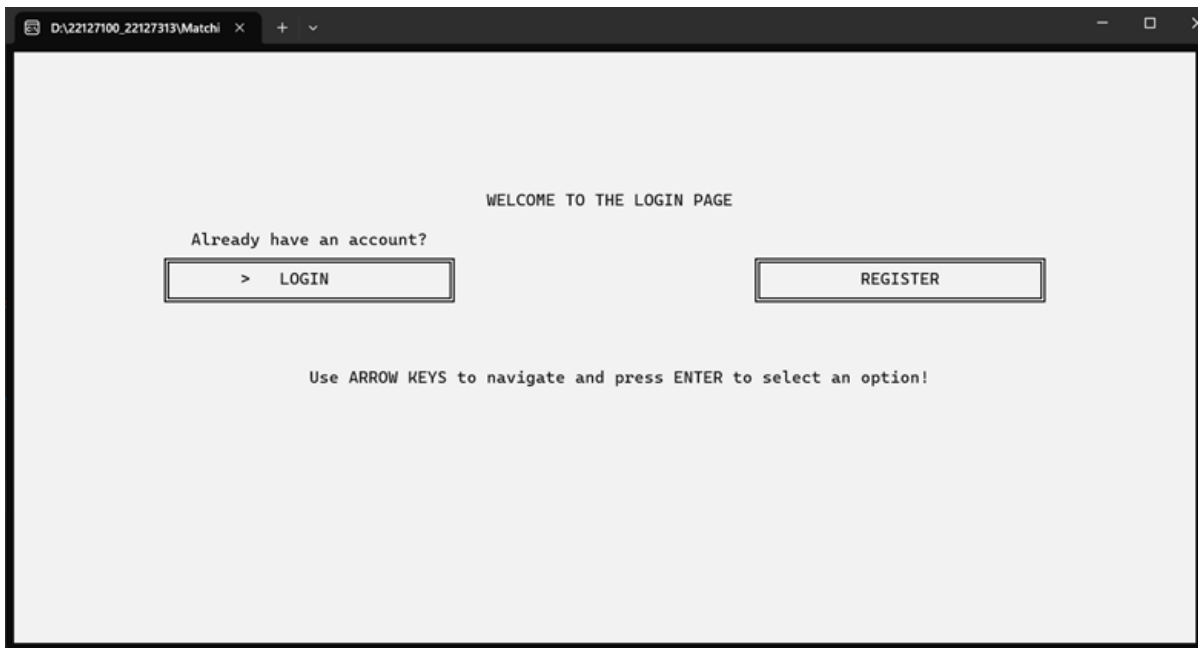 D:\22127100_22127313\Matchi
WELCOME TO THE LOGIN PAGE
Already have an account?
> LOGIN
REGISTER
Use ARROW KEYS to navigate and press ENTER to select an option!